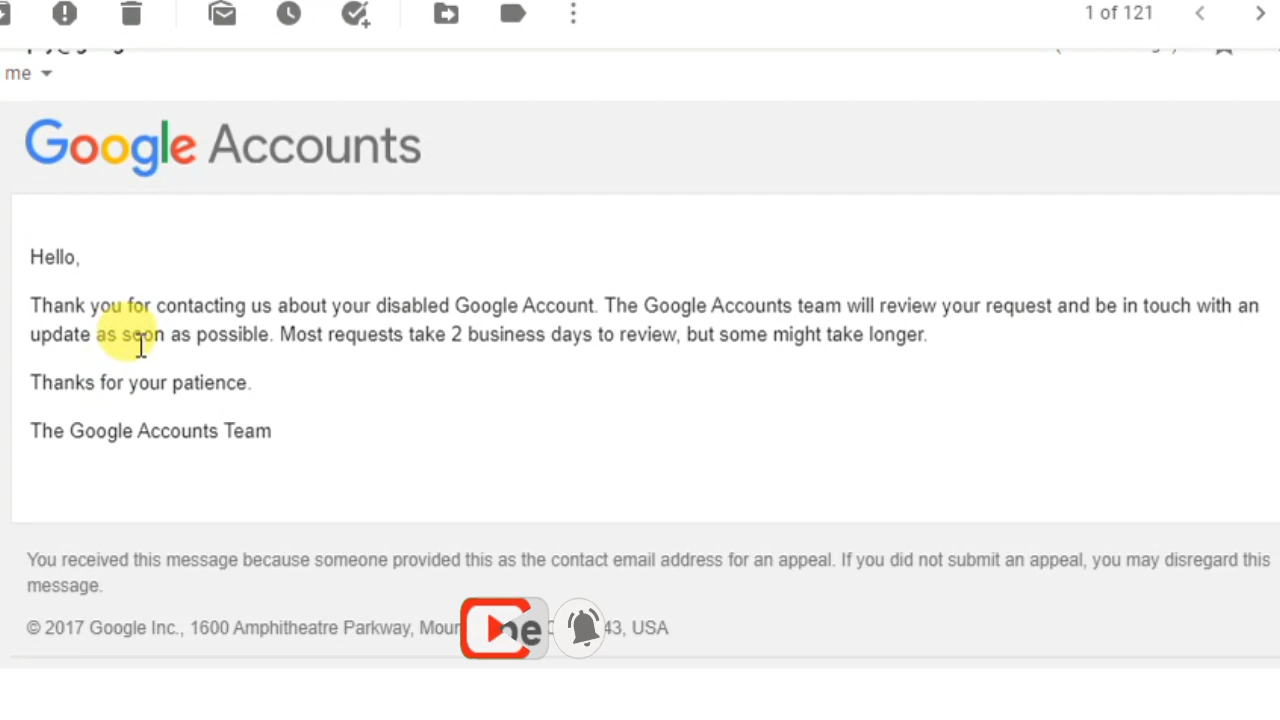 1 of 121
me
Google Accounts
Hello,
Thank you for contacting us about your disabled Google Account. The Google Accounts team will review your request and be in touch with an
update as soon as possible. Most requests take 2 business days to review, but some might take longer.
Thanks for your patience.
The Google Accounts Team
You received this message because someone provided this as the contact email address for an appeal. If you did not submit an appeal, you may disregard this
message.
© 2017 Google Inc., 1600 Amphitheatre Parkway, 43, USA
be